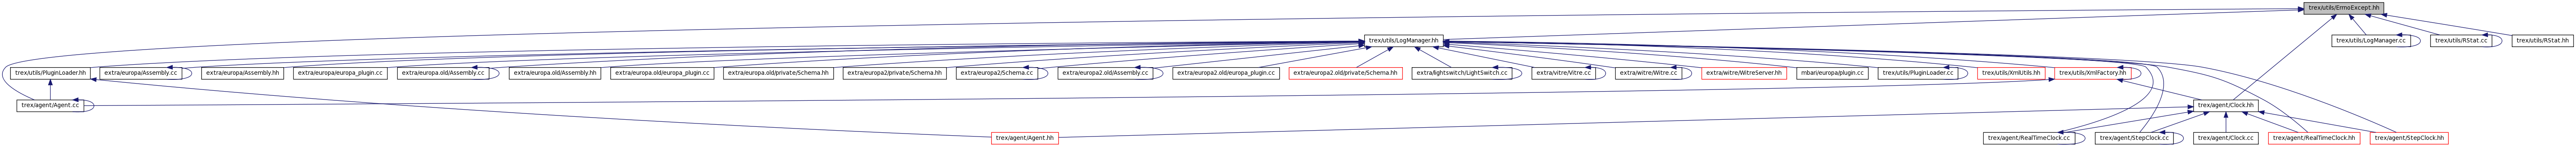 trex/utils/ErrnoExcept.hh
trex/utils/LogManager.hh
trex/utils/LogManager.cc
trex/utils/RStat.cc
trex/utils/RStat.hh
trex/utils/PluginLoader.hh
extra/europa/Assembly.cc
extra/europa/Assembly.hh
extra/europa/europa_plugin.cc
extra/europa.old/Assembly.cc
extra/europa.old/Assembly.hh
extra/europa.old/europa_plugin.cc
extra/europa.old/private/Schema.hh
extra/europa2/private/Schema.hh
extra/europa2/Schema.cc
extra/europa2.old/Assembly.cc
extra/europa2.old/europa_plugin.cc
extra/europa2.old/private/Schema.hh
extra/lightswitch/LightSwitch.cc
extra/vitre/Vitre.cc
extra/witre/Witre.cc
extra/witre/WitreServer.hh
mbari/europa/plugin.cc
trex/utils/PluginLoader.cc
trex/utils/XmlUtils.hh
trex/utils/XmlFactory.hh
trex/agent/Agent.cc
trex/agent/Clock.hh
trex/agent/Agent.hh
trex/agent/RealTimeClock.cc
trex/agent/StepClock.cc
trex/agent/Clock.cc
trex/agent/RealTimeClock.hh
trex/agent/StepClock.hh